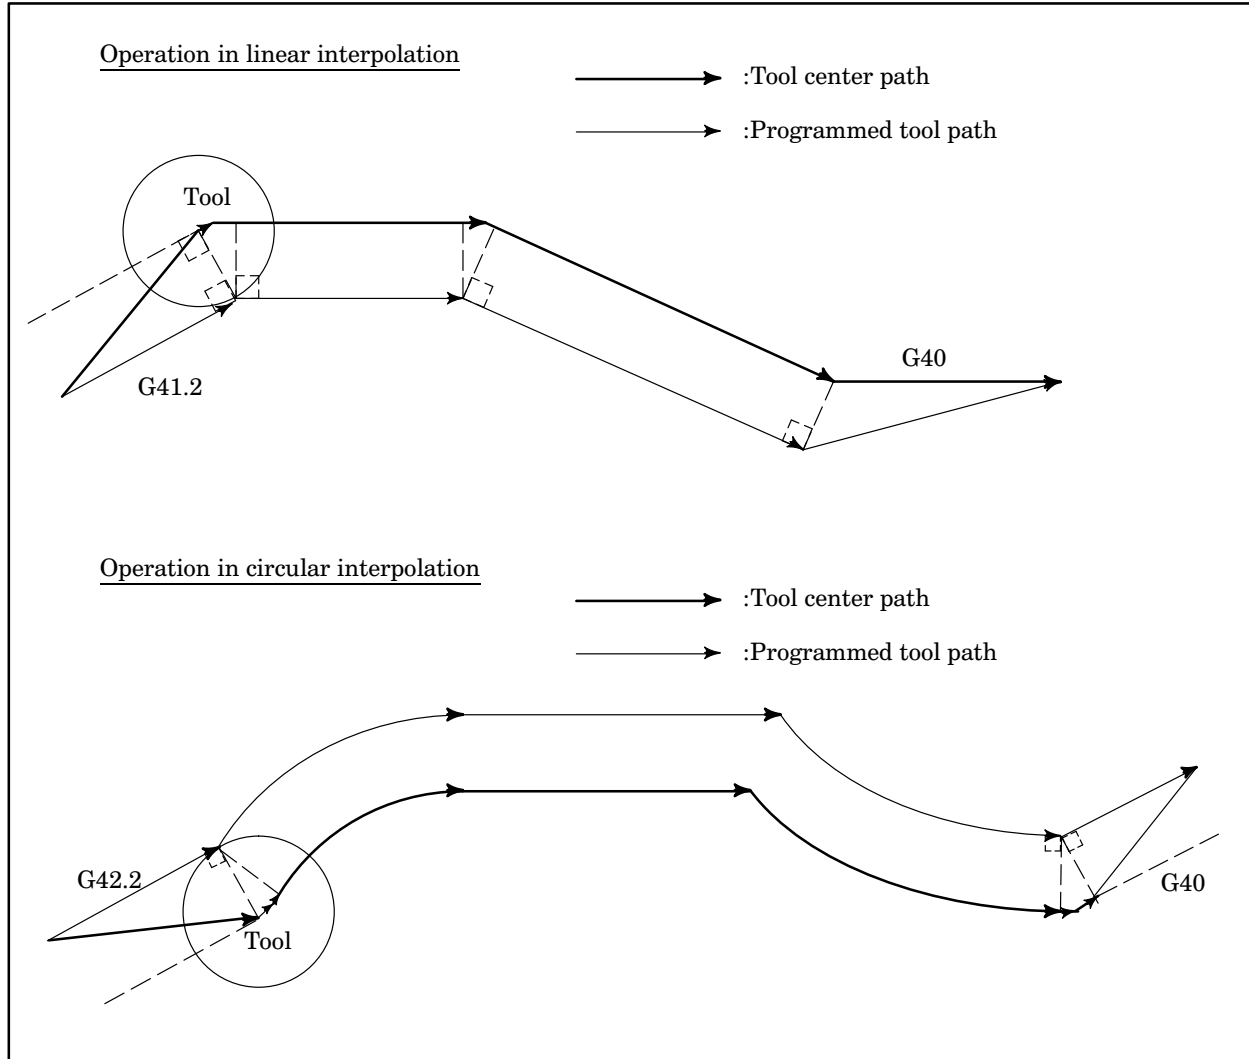 Operation in linear interpolation
:Tool center path
:Programmed tool path
Tool
G41.2
G40
Operation in circular interpolation
:Tool center path
:Programmed tool path
G42.2
Tool
G40